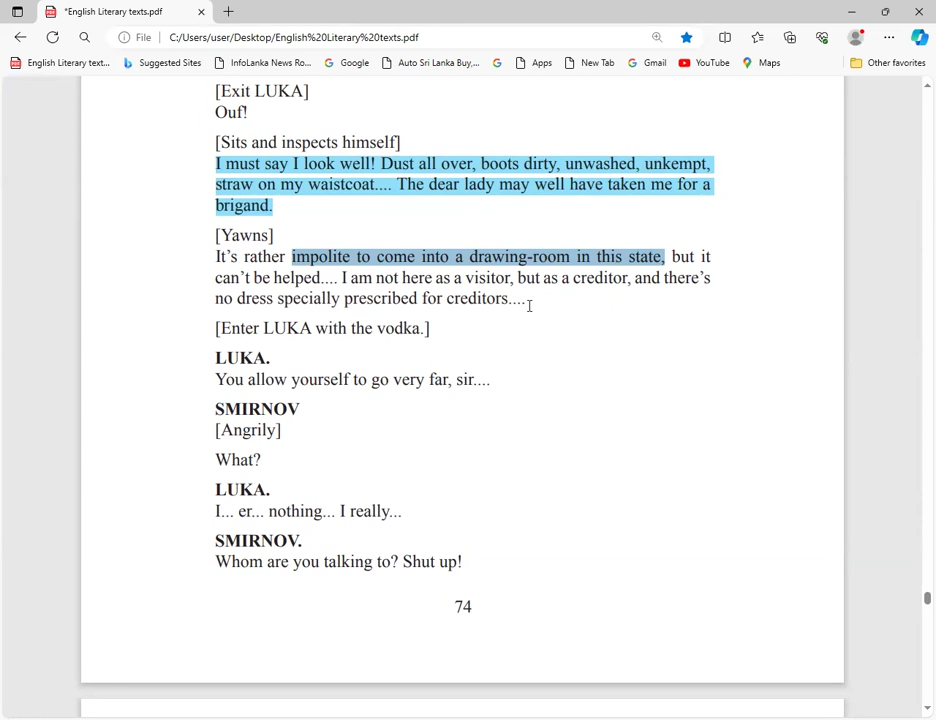 *English Literary texts.pdf
File
C:/Users/user/Desktop/English%20Literary%20texts.pdf
English Literary text...
Suggested Sites
InfoLanka News Ro...
Google
Auto Sri Lanka Buy,...
Apps
New Tab
Gmail
YouTube
Maps
Other favorites
[Exit LUKA]
Ouf!
[Sits and inspects himself]
I must say I look well! Dust all over, boots dirty, unwashed, unkempt,
straw on my waistcoat.... The dear lady may well have taken me for a
brigand.
[Yawns]
It’s rather impolite to come into a drawing-room in this state, but it
can’t be helped.... I am not here as a visitor, but as a creditor, and there’s
no dress specially prescribed for creditors....
[Enter LUKA with the vodka.]
LUKA.
You allow yourself to go very far, sir....
SMIRNOV
[Angrily]
What?
LUKA.
I... er... nothing... I really...
SMIRNOV.
Whom are you talking to? Shut up!
74